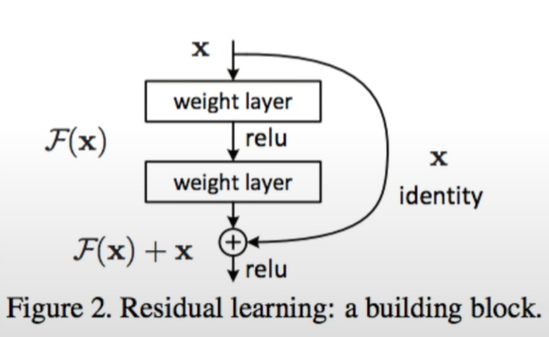 x
weight layer
F(x)
relu
x
weight layer
identity
F(x) + x
relu
Figure 2. Residual learning: a building block.